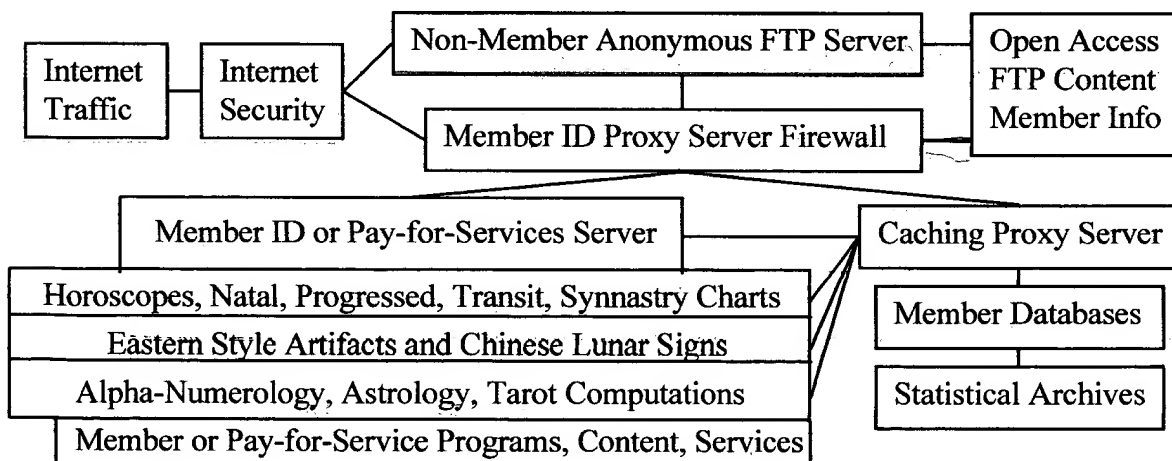 Internet
Traffic
Internet
Security
Non-Member Anonymous FTP Server
Open Access
FTP Content
Member Info
Member ID Proxy Server Firewall
Member ID or Pay-for-Services Server
Caching Proxy Server
Horoscopes, Natal, Progressed, Transit, Synnastry Charts
Member Databases
Eastern Style Artifacts and Chinese Lunar Signs
Alpha-Numerology, Astrology, Tarot Computations
Statistical Archives
Member or Pay-for-Service Programs, Content, Services